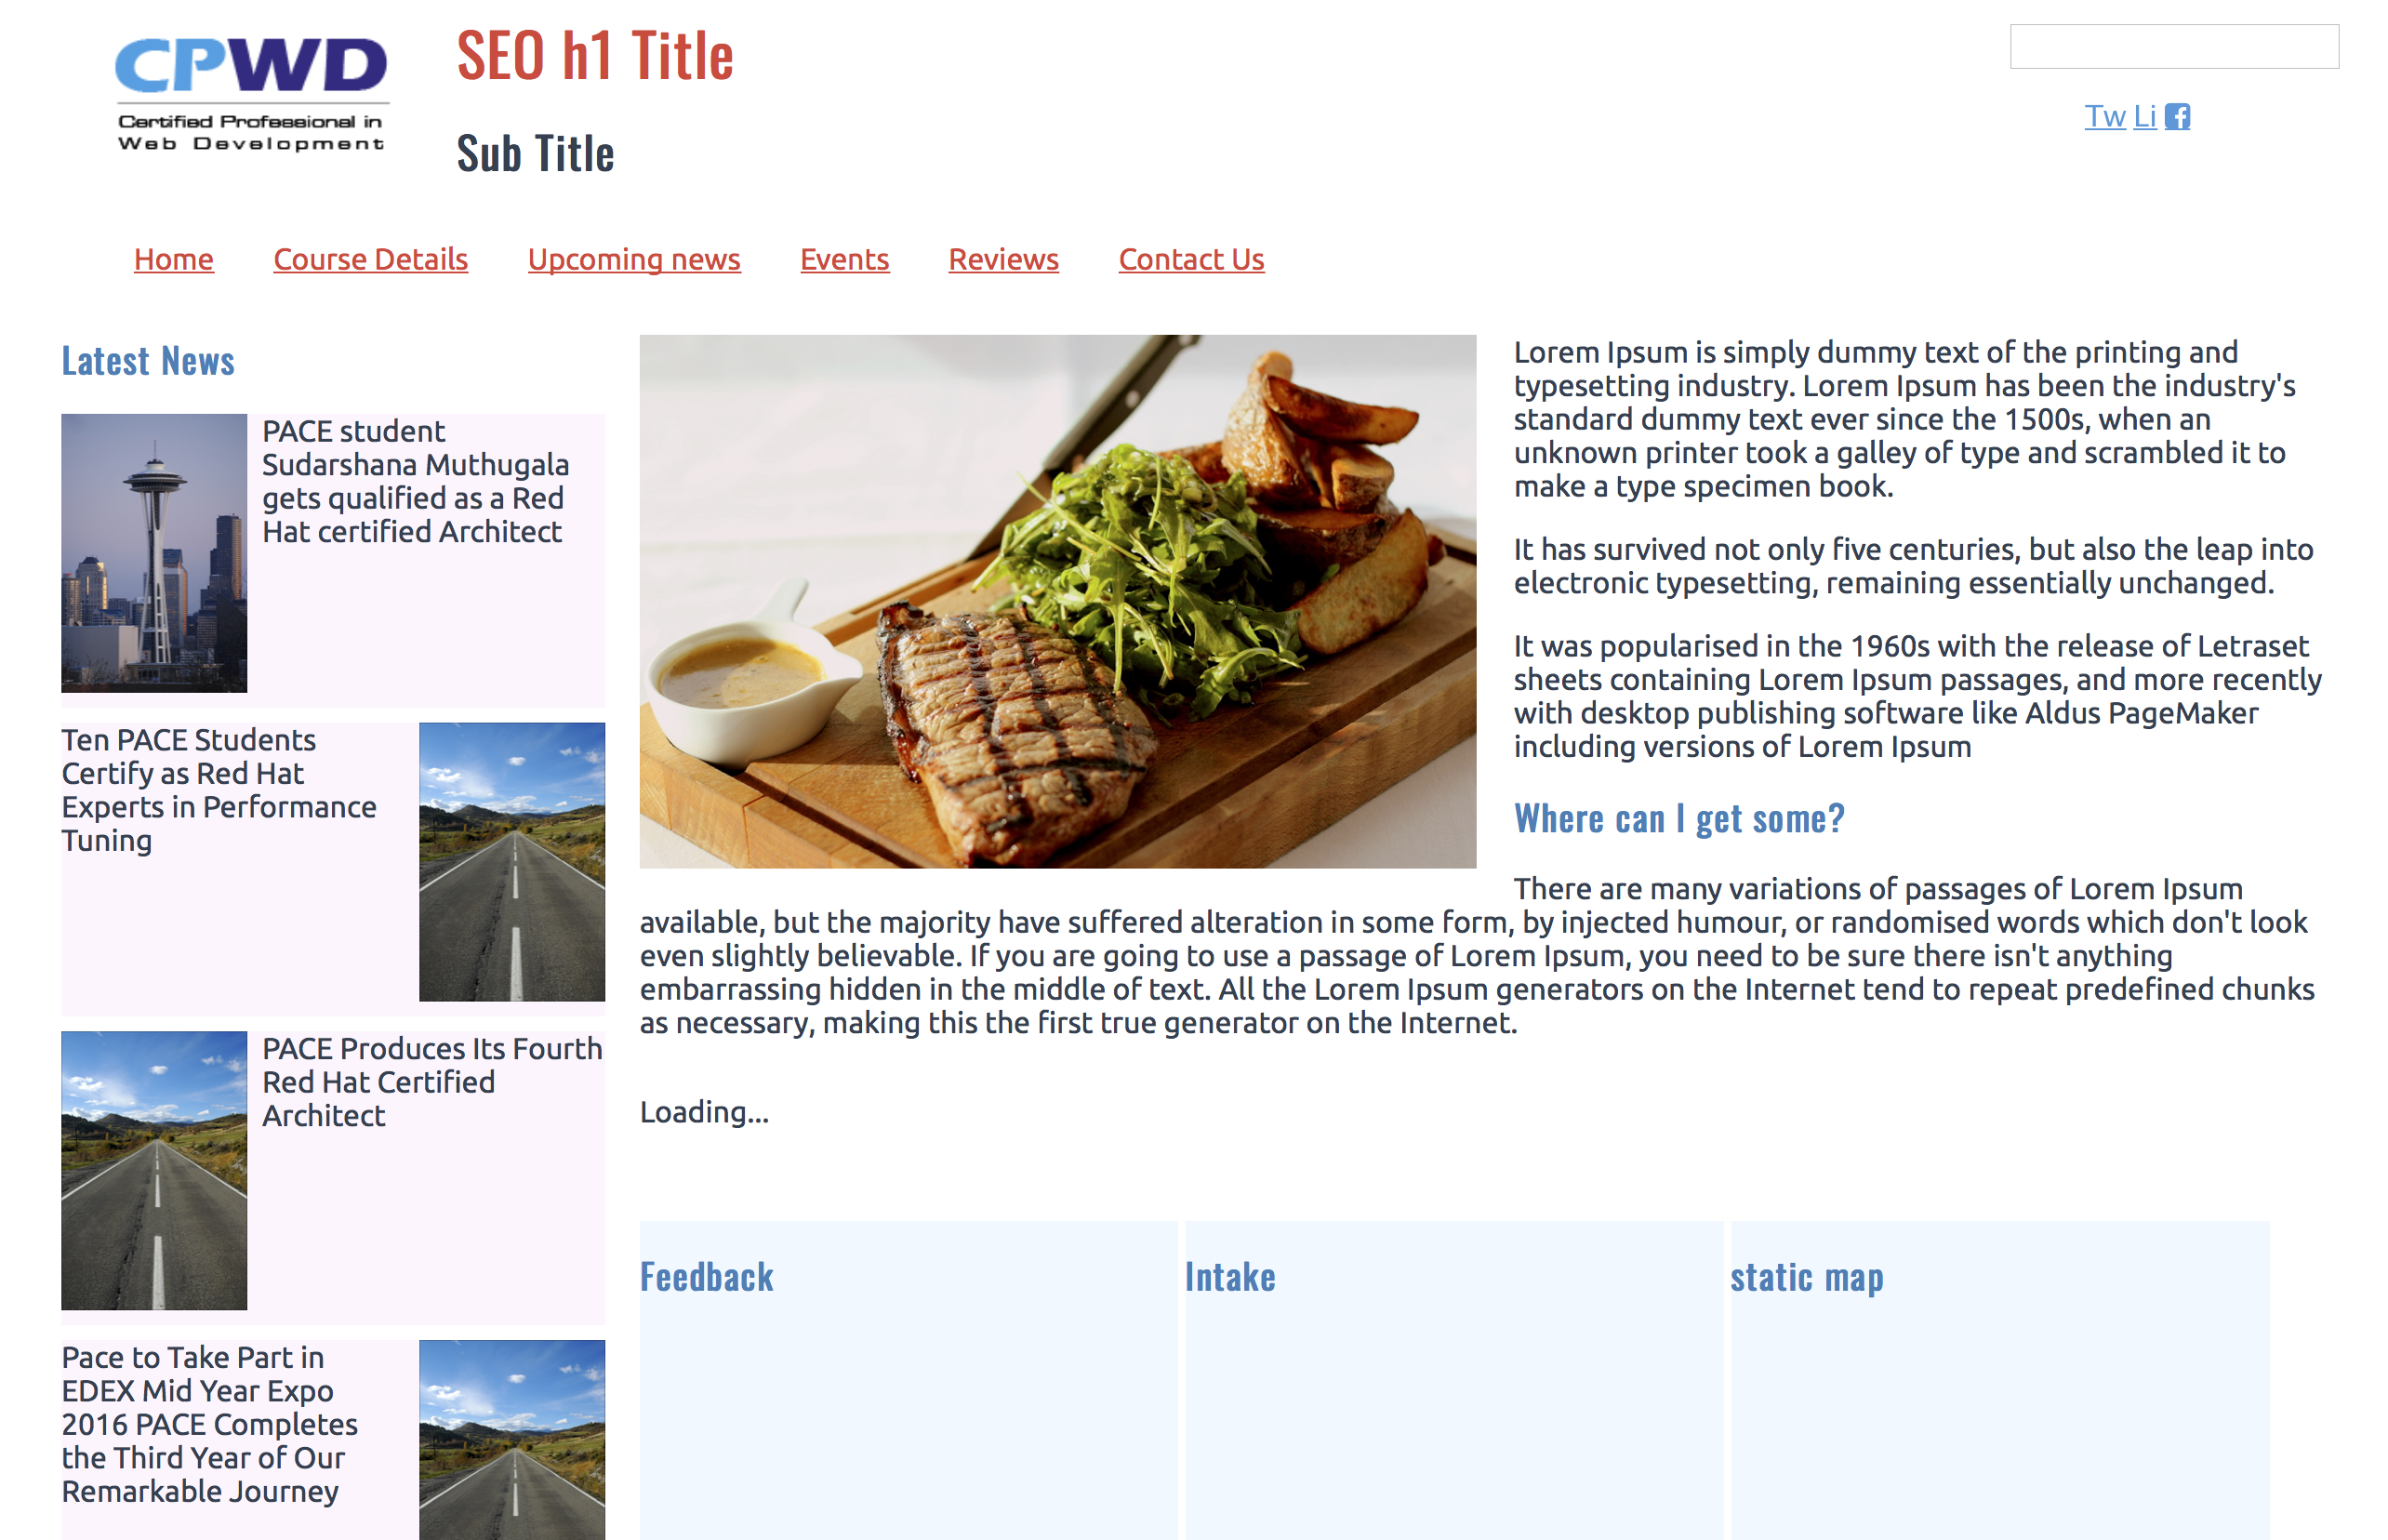 CPWD
Certified Professional in
Web Development
SEO h1 Title
Sub Title
Tw Li
Home Course Details Upcoming news Events Reviews Contact Us
Latest News
PACE student
Sudarshana Muthugala
gets qualified as a Red
Hat certified Architect
Ten PACE Students
Certify as Red Hat
Experts in Performance
Tuning
PACE Produces Its Fourth
Red Hat Certified
Architect
Pace to Take Part in
EDEX Mid Year Expo
2016 PACE Completes
the Third Year of Our
Remarkable Journey
Lorem Ipsum is simply dummy text of the printing and
typesetting industry. Lorem Ipsum has been the industry's
standard dummy text ever since the 1500s, when an
unknown printer took a galley of type and scrambled it to
make a type specimen book.
It has survived not only five centuries, but also the leap into
electronic typesetting, remaining essentially unchanged.
It was popularised in the 1960s with the release of Letraset
sheets containing Lorem Ipsum passages, and more recently
with desktop publishing software like Aldus PageMaker
including versions of Lorem Ipsum
Where can I get some?
There are many variations of passages of Lorem Ipsum
available, but the majority have suffered alteration in some form, by injected humour, or randomised words which don't look
even slightly believable. If you are going to use a passage of Lorem Ipsum, you need to be sure there isn't anything
embarrassing hidden in the middle of text. All the Lorem Ipsum generators on the Internet tend to repeat predefined chunks
as necessary, making this the first true generator on the Internet.
Loading...
Feedback
Intake
static map